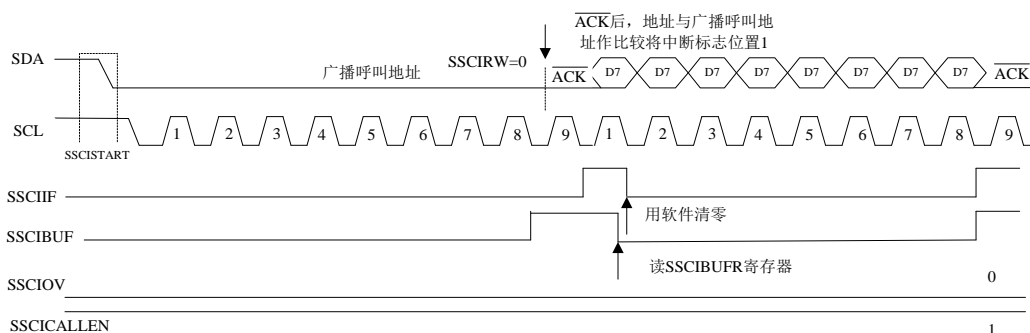 ACK后，地址与广播呼叫地
址作比较将中断标志位置1
SDA
广播呼叫地址
SSCIRW=0
ACK
D7 D7 D7 D7 D7 D7 D7 D7
ACK
SCL
1 2 3 4 5 6 7 8 9 1 2 3 4 5 6 7 8 9
SSCISTART
SSCIIF
用软件清零
SSCIBUF
读SSCIBUFR寄存器
SSCIOV
0
SSCICALLEN
1